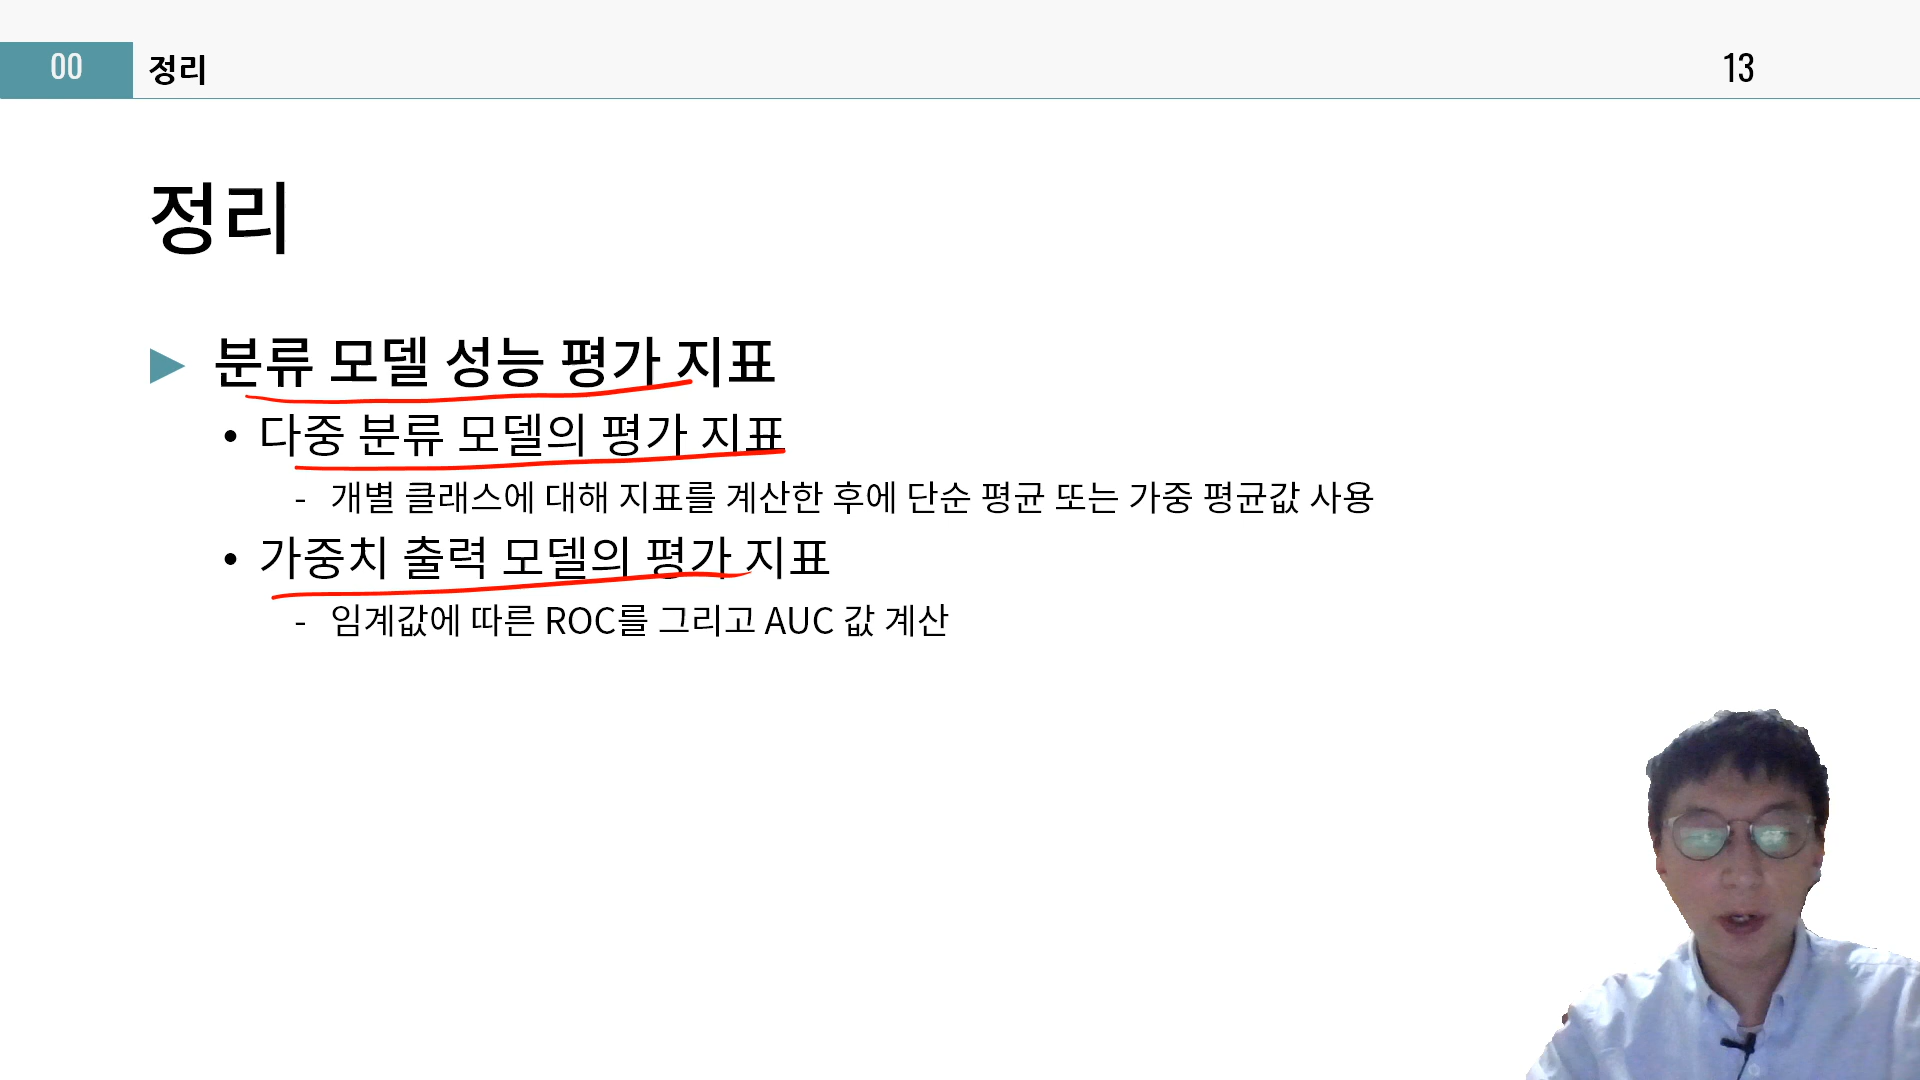 00 정리 13
정리
▶ 분류 모델 성능 평가 지표
• 다중 분류 모델의 평가 지표
- 개별 클래스에 대해 지표를 계산한 후에 단순 평균 또는 가중 평균값 사용
• 가중치 출력 모델의 평가 지표
- 임계값에 따른 ROC를 그리고 AUC 값 계산